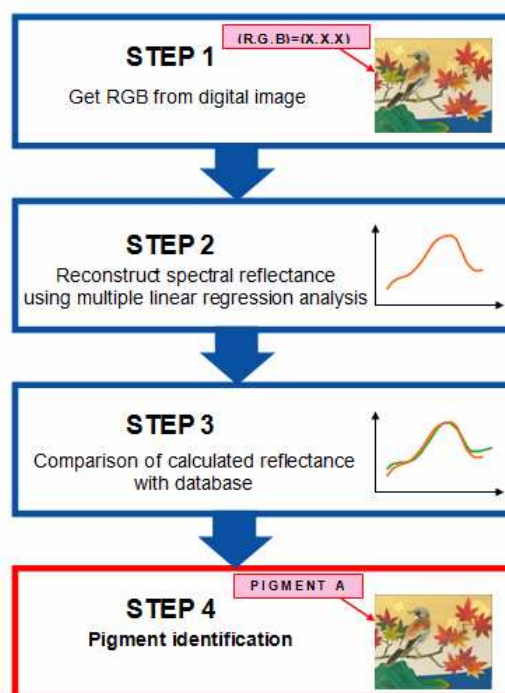 (R,G,B)=(X,X,X)
STEP 1
Get RGB from digital image
STEP 2
Reconstruct spectral reflectance
using multiple linear regression analysis
STEP 3
Comparison of calculated reflectance
with database
PIGMENT A
STEP 4
Pigment identification